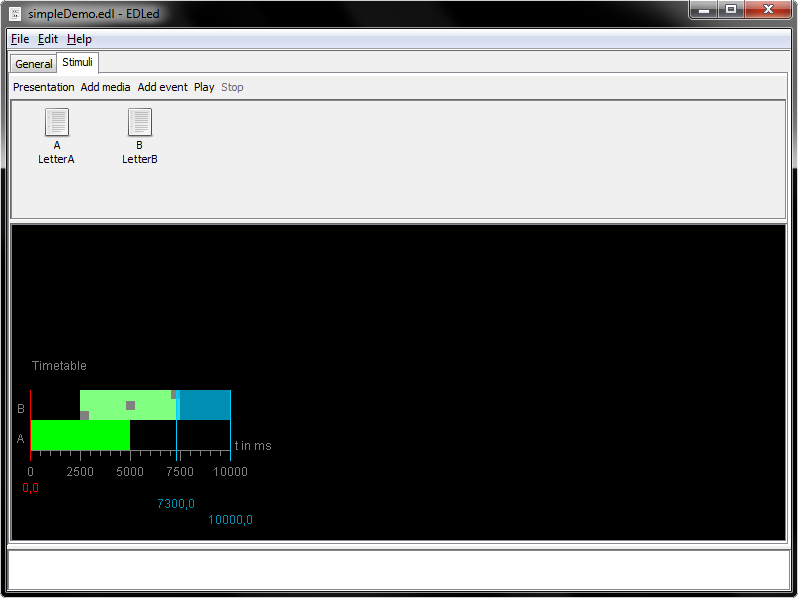 simpleDemo.edl - EDLed
File Edit Help
General Stimuli
Presentation Add media Add event Play Stop
A B
LetterA LetterB
Timetable
B
A
t in ms
0 2500 5000 7500 10000
0,0
7300,0
10000,0